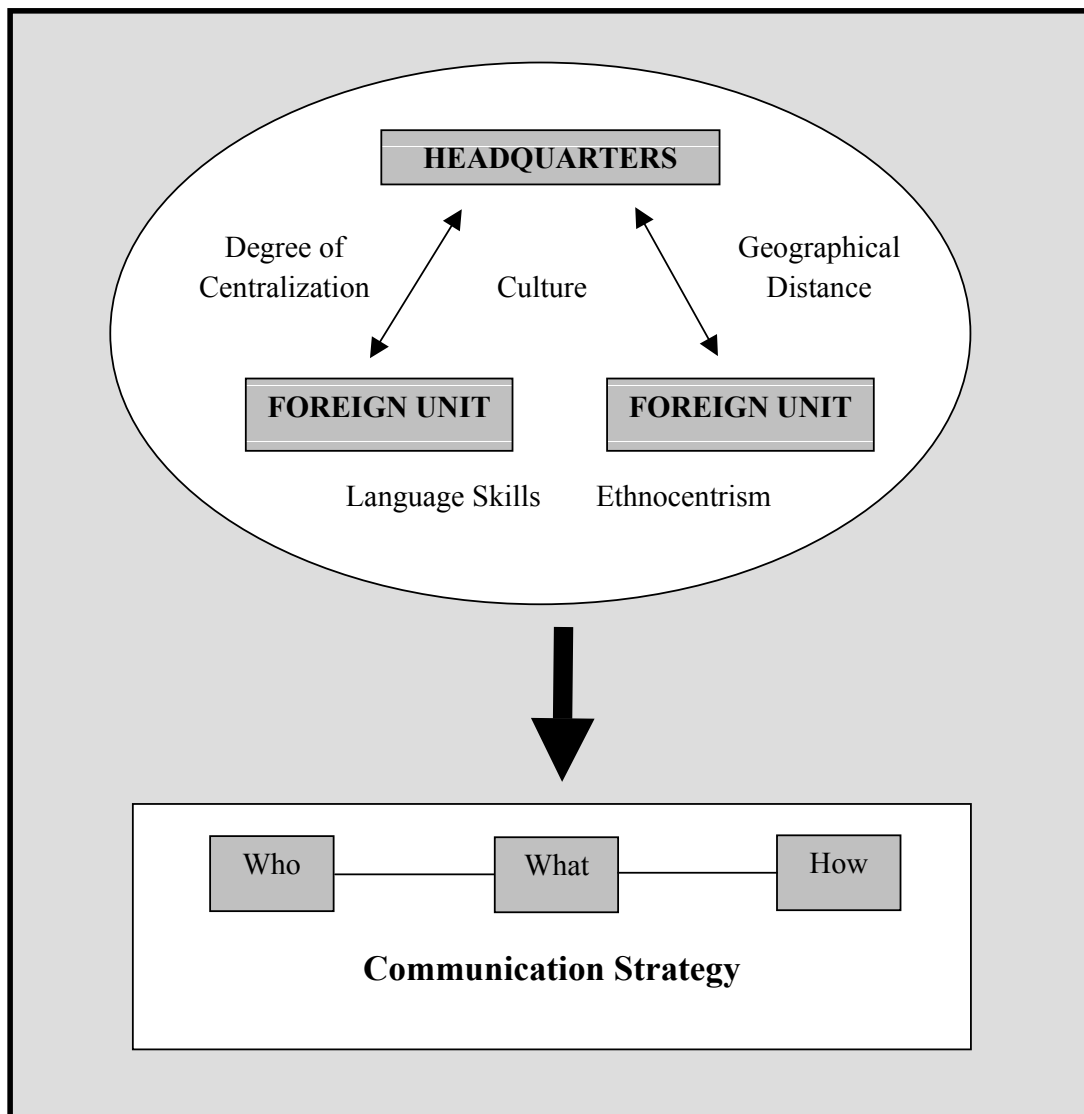 HEADQUARTERS
Degree of
Centralization
Culture
Geographical
Distance
FOREIGN UNIT
FOREIGN UNIT
Language Skills
Ethnocentrism
Who
What
How
Communication Strategy